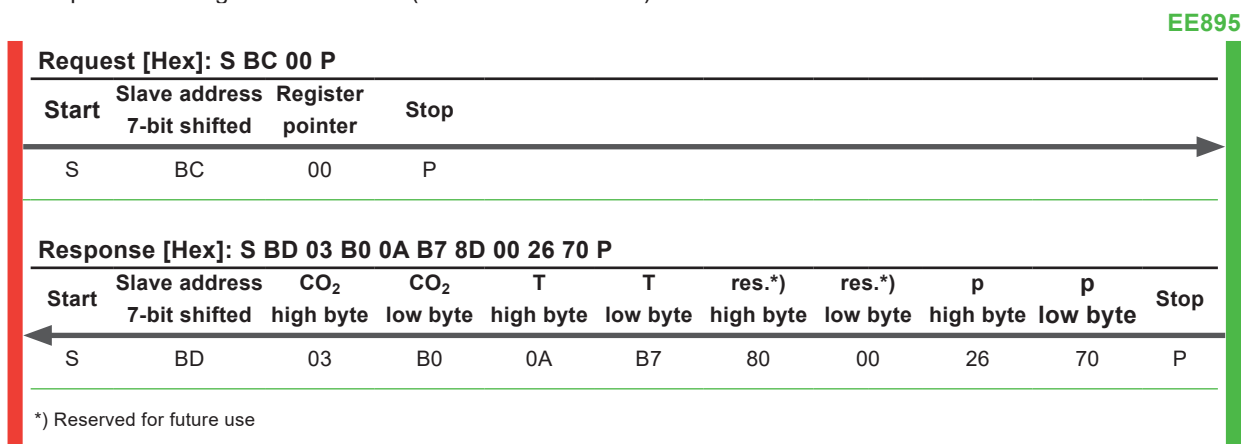 EE895
Request [Hex]: S BC 00 P
Start Slave address 7-bit shifted Register pointer Stop
S BC 00 P
Response [Hex]: S BD 03 B0 0A B7 8D 00 26 70 P
Start Slave address 7-bit shifted CO₂ high byte CO₂ low byte T high byte T low byte res.*) high byte res.*) low byte p high byte p low byte Stop
S BD 03 B0 0A B7 80 00 26 70 P
*) Reserved for future use